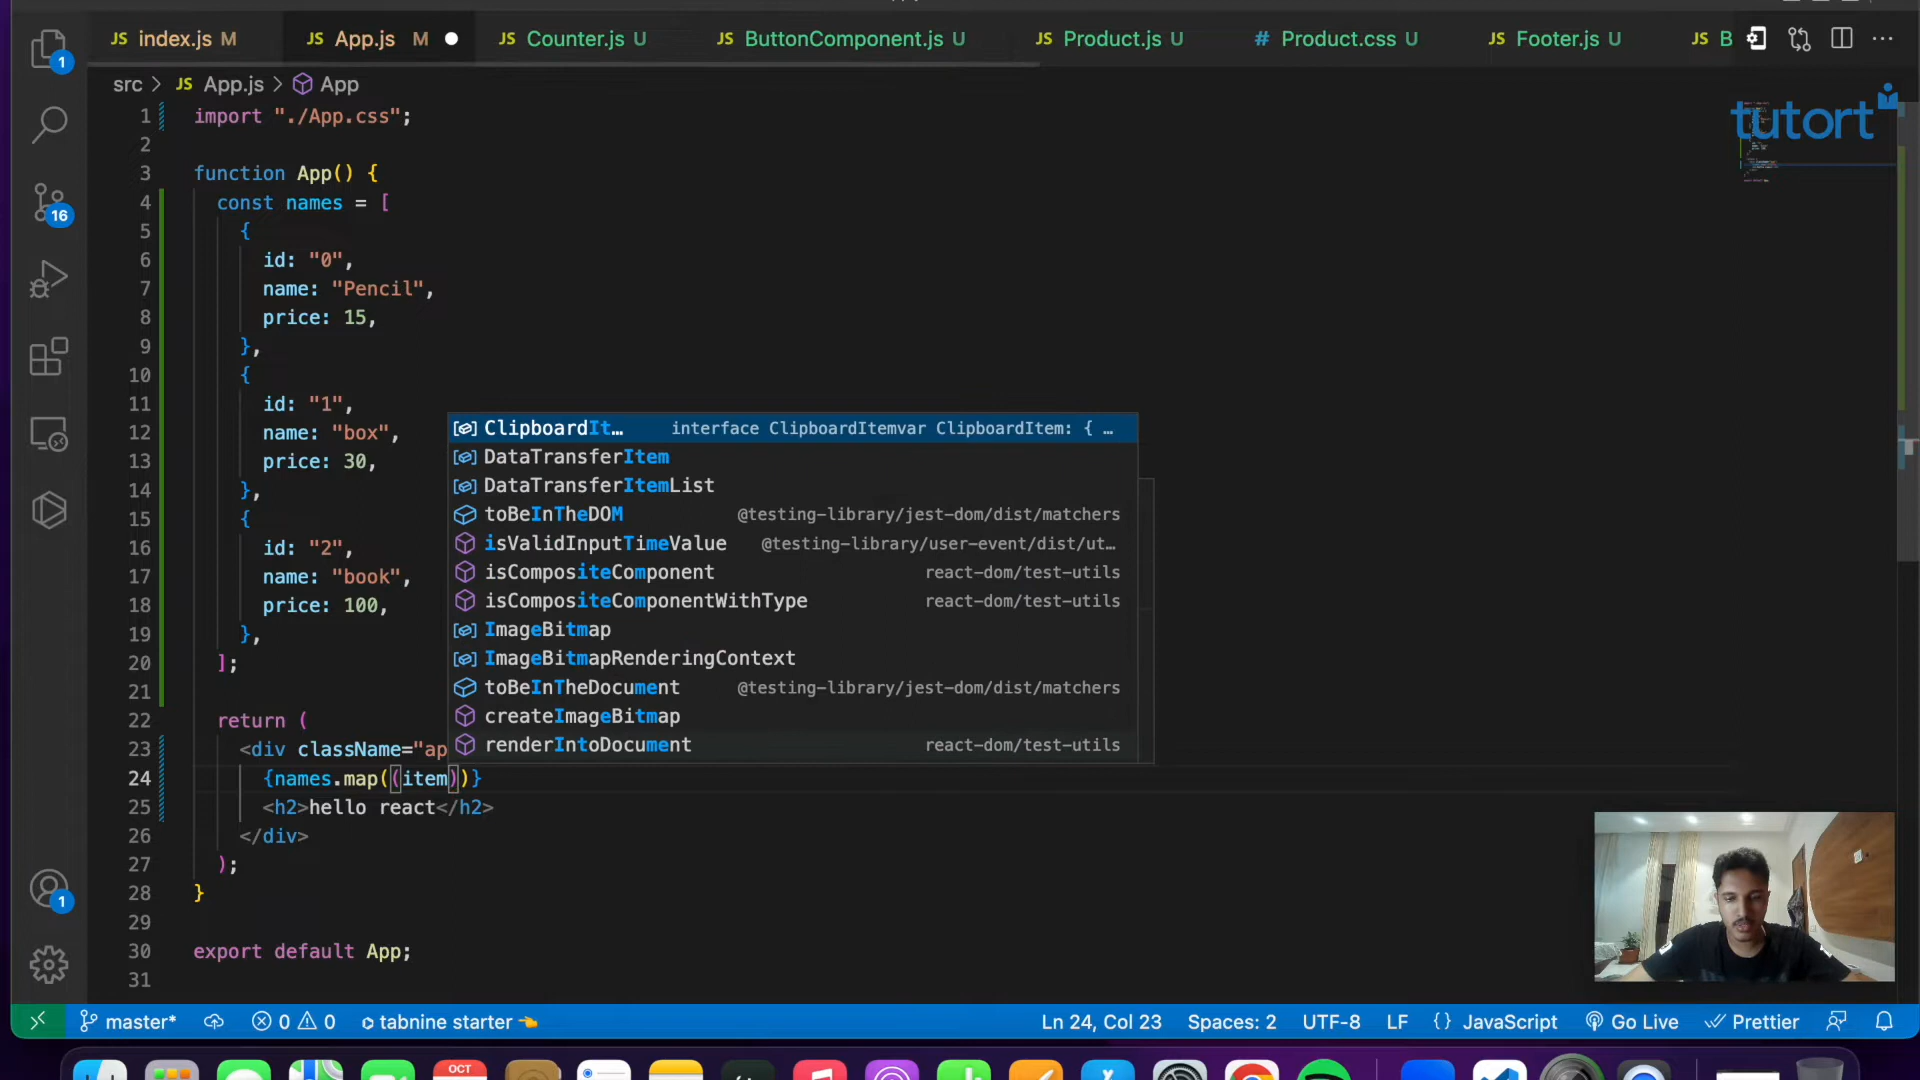 JS index.js M
JS App.js M
JS Counter.js U
JS ButtonComponent.js U
JS Product.js U
# Product.css U
JS Footer.js U
JS B
src > JS App.js > App
tutort
1 import "./App.css";
2
3 function App() {
4 const names = [
5 {
6 id: "0",
7 name: "Pencil",
8 price: 15,
9 },
10 {
11 id: "1",
12 name: "box",
13 price: 30,
14 },
15 {
16 id: "2",
17 name: "book",
18 price: 100,
19 },
20 ];
21
22 return (
23 <div className="ap
24 {names.map((item))}
25 <h2>hello react</h2>
26 </div>
27 );
28 }
29
30 export default App;
31
ClipboardIt… interface ClipboardItemvar ClipboardItem: { …
DataTransferItem
DataTransferItemList
toBeInTheDOM @testing-library/jest-dom/dist/matchers
isValidInputTimeValue @testing-library/user-event/dist/ut…
isCompositeComponent react-dom/test-utils
isCompositeComponentWithType react-dom/test-utils
ImageBitmap
ImageBitmapRenderingContext
toBeInTheDocument @testing-library/jest-dom/dist/matchers
createImageBitmap
renderIntoDocument react-dom/test-utils
1
16
1
master* 0 0 tabnine starter Ln 24, Col 23 Spaces: 2 UTF-8 LF {} JavaScript Go Live Prettier
OCT